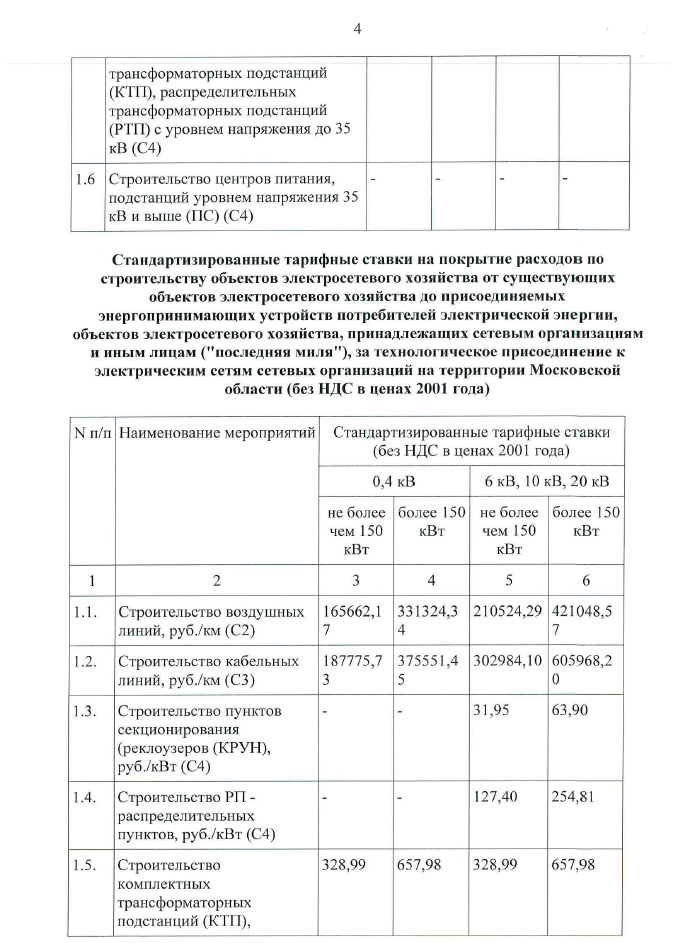 4
трансформаторных подстанций
(КТП), распределительных
трансформаторных подстанций
(РТП) с уровнем напряжения до 35
кВ (С4)
1.6 Строительство центров питания, - - - -
подстанций уровнем напряжения 35
кВ и выше (ПС) (С4)
Стандартизированные тарифные ставки на покрытие расходов по
строительству объектов электросетевого хозяйства от существующих
объектов электросетевого хозяйства до присоединяемых
энергопринимающих устройств потребителей электрической энергии,
объектов электросетевого хозяйства, принадлежащих сетевым организациям
и иным лицам ("последняя миля"), за технологическое присоединение к
электрическим сетям сетевых организаций на территории Московской
области (без НДС в ценах 2001 года)
N п/п Наименование мероприятий Стандартизированные тарифные ставки
(без НДС в ценах 2001 года)
0,4 кВ 6 кВ, 10 кВ, 20 кВ
не более более 150 не более более 150
чем 150 кВт чем 150 кВт
кВт кВт
1 2 3 4 5 6
1.1. Строительство воздушных 165662,1 331324,3 210524,29 421048,5
линий, руб./км (С2) 7 4 7
1.2. Строительство кабельных 187775,7 375551,4 302984,10 605968,2
линий, руб./км (С3) 3 5 0
1.3. Строительство пунктов - - 31,95 63,90
секционирования
(реклоузеров (КРУН),
руб./кВт (С4)
1.4. Строительство РП - - - 127,40 254,81
распределительных
пунктов, руб./кВт (С4)
1.5. Строительство 328,99 657,98 328,99 657,98
комплектных
трансформаторных
подстанций (КТП),